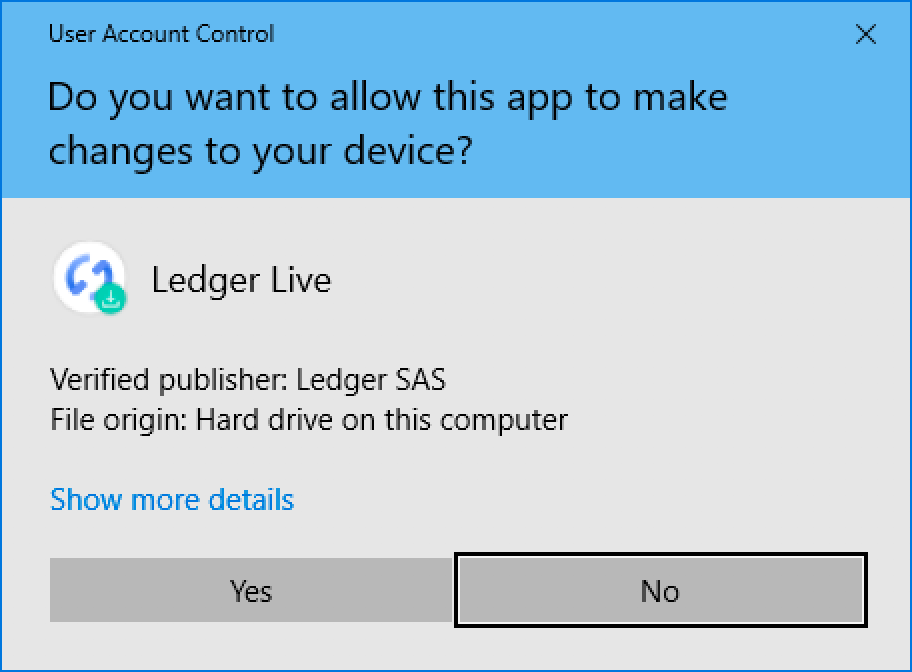 User Account Control
Do you want to allow this app to make
changes to your device?
Ledger Live
Verified publisher: Ledger SAS
File origin: Hard drive on this computer
Show more details
Yes
No